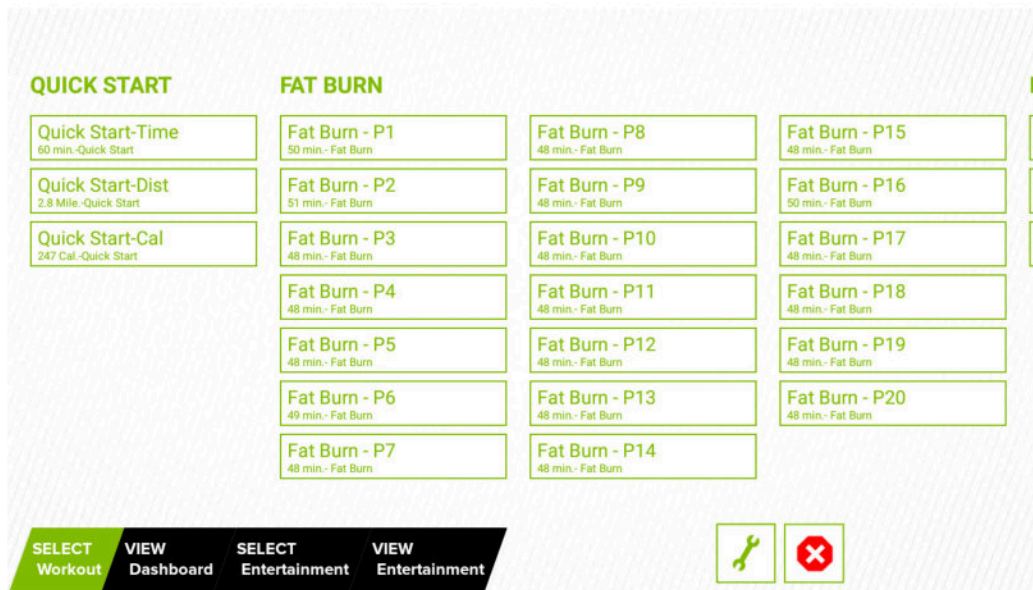 QUICK START
Quick Start-Time
60 min.-Quick Start
Quick Start-Dist
2.8 Mile.-Quick Start
Quick Start-Cal
247 Cal.-Quick Start
FAT BURN
Fat Burn - P1
50 min.- Fat Burn
Fat Burn - P2
51 min.- Fat Burn
Fat Burn - P3
48 min.- Fat Burn
Fat Burn - P4
48 min.- Fat Burn
Fat Burn - P5
48 min.- Fat Burn
Fat Burn - P6
49 min.- Fat Burn
Fat Burn - P7
48 min.- Fat Burn
Fat Burn - P8
48 min.- Fat Burn
Fat Burn - P9
48 min.- Fat Burn
Fat Burn - P10
48 min.- Fat Burn
Fat Burn - P11
48 min.- Fat Burn
Fat Burn - P12
48 min.- Fat Burn
Fat Burn - P13
48 min.- Fat Burn
Fat Burn - P14
48 min.- Fat Burn
Fat Burn - P15
48 min.- Fat Burn
Fat Burn - P16
50 min.- Fat Burn
Fat Burn - P17
48 min.- Fat Burn
Fat Burn - P18
48 min.- Fat Burn
Fat Burn - P19
48 min.- Fat Burn
Fat Burn - P20
48 min.- Fat Burn
SELECT
Workout
VIEW
Dashboard
SELECT
Entertainment
VIEW
Entertainment